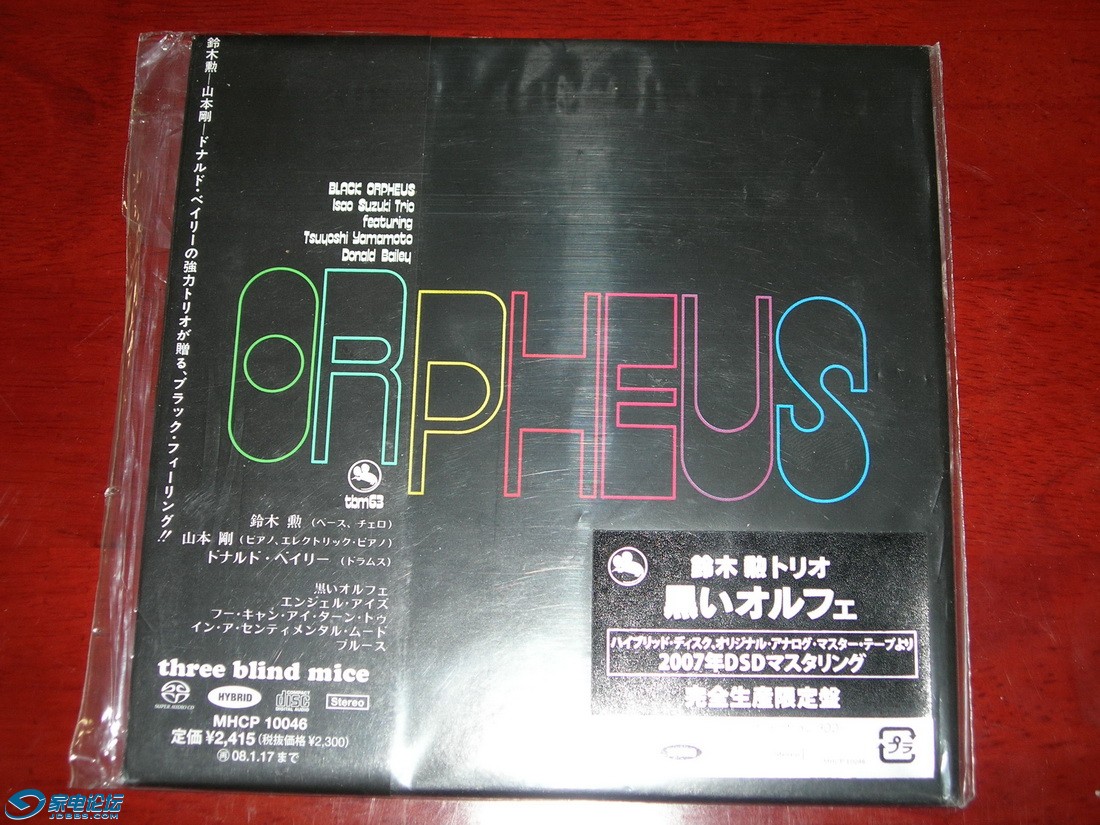 鈴木勲―山本剛―ドナルド・ベイリーの強力トリオが贈る、ブラック・フィーリング!!
BLACK ORPHEUS
Isao Suzuki Trio
featuring
Tsuyoshi Yamamoto
Donald Bailey
ORPHEUS
tbm63
鈴木 勲 (ベース、チェロ)
山本 剛 (ピアノ、エレクトリック・ピアノ)
ドナルド・ベイリー (ドラムス)
黒いオルフェ
エンジェル・アイズ
フー・キャン・アイ・ターン・トゥ
イン・ア・センティメンタル・ムード
ブルース
three blind mice
SUPER AUDIO CD
HYBRID
COMPACT
disc
DIGITAL AUDIO
Stereo
MHCP 10046
定価 ¥2,415 (税抜価格 ¥2,300)
08.1.17 まで
鈴木 勲トリオ
黒いオルフェ
ハイブリッド・ディスク、オリジナル・アナログ・マスター・テープより
2007年DSDマスタリング
完全生産限定盤
プラ
家电论坛
JDBBS.COM